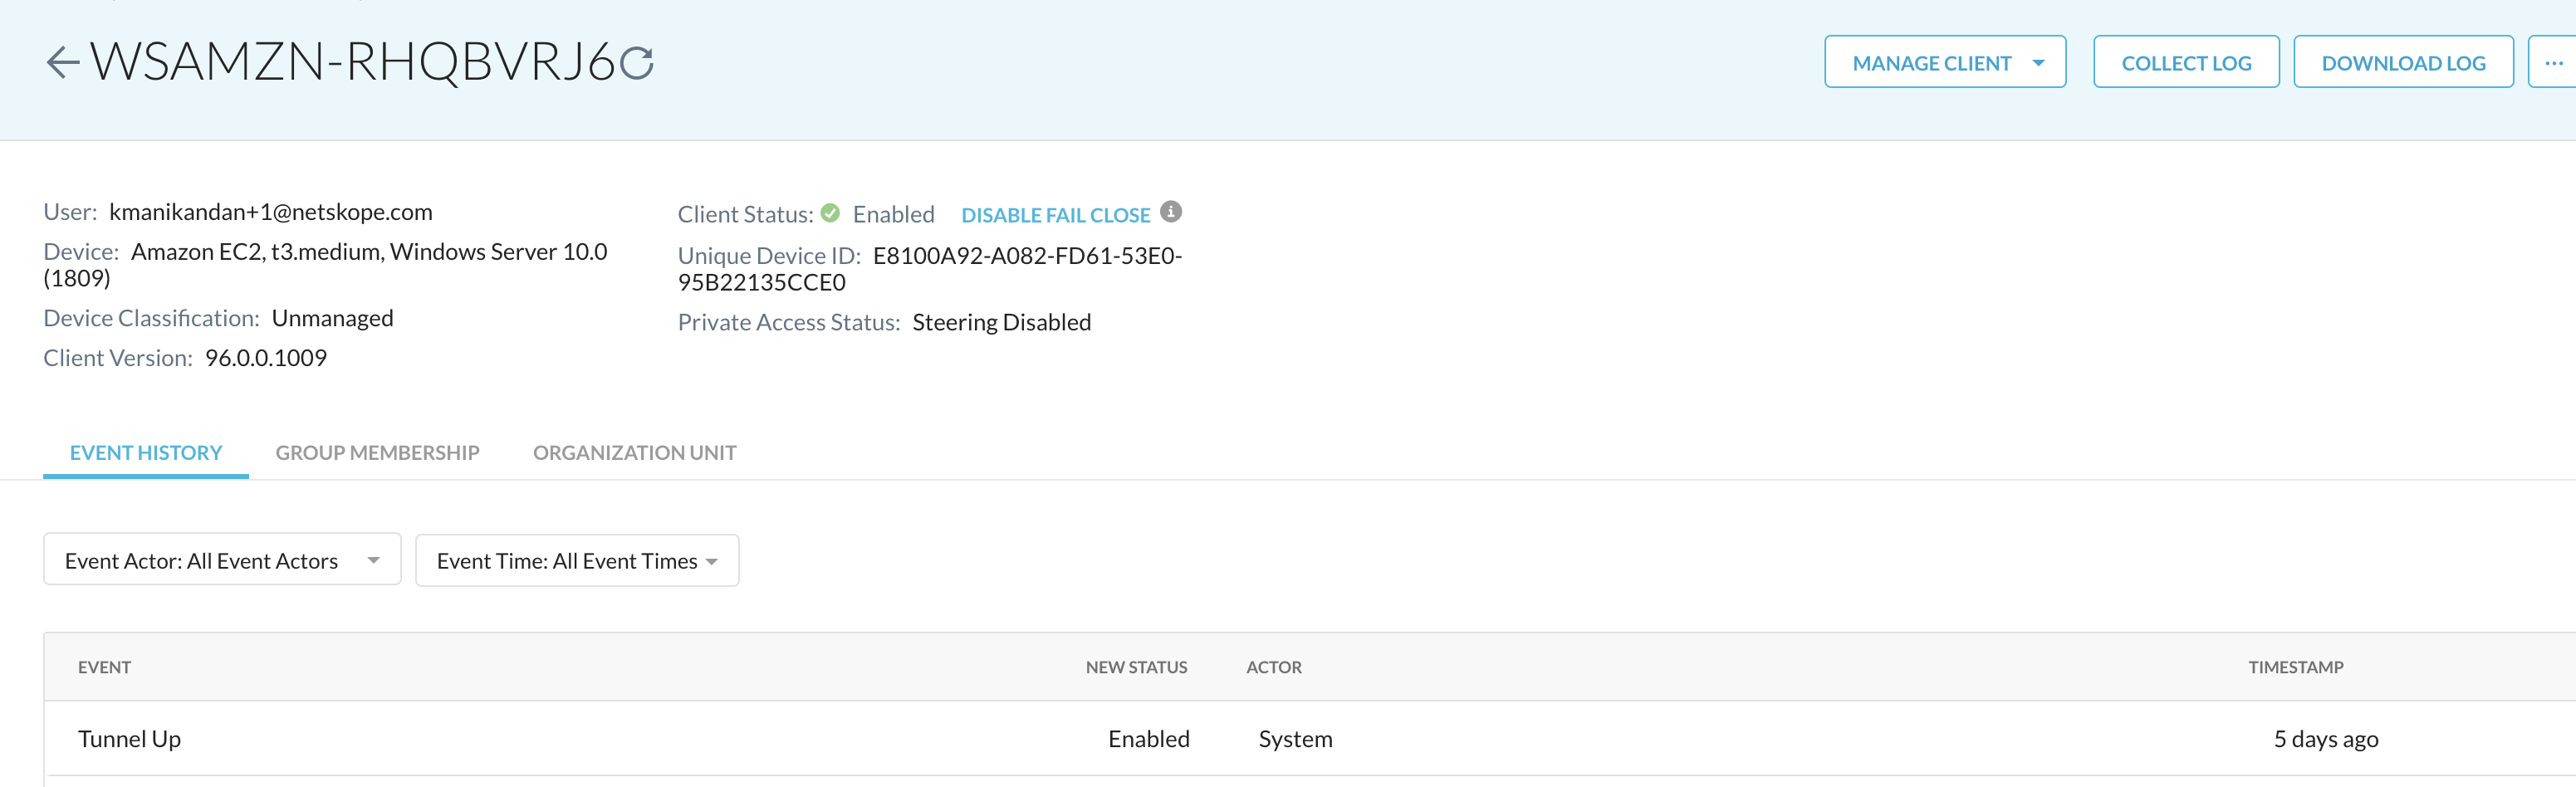 WSAMZN-RHQBVRJ6
MANAGE CLIENT
COLLECT LOG
DOWNLOAD LOG
...
User: kmanikandan+1@netskope.com
Device: Amazon EC2, t3.medium, Windows Server 10.0
(1809)
Device Classification: Unmanaged
Client Version: 96.0.0.1009
Client Status: Enabled DISABLE FAIL CLOSE
Unique Device ID: E8100A92-A082-FD61-53E0-
95B22135CCE0
Private Access Status: Steering Disabled
EVENT HISTORY GROUP MEMBERSHIP ORGANIZATION UNIT
Event Actor: All Event Actors Event Time: All Event Times
EVENT NEW STATUS ACTOR TIMESTAMP
Tunnel Up Enabled System 5 days ago